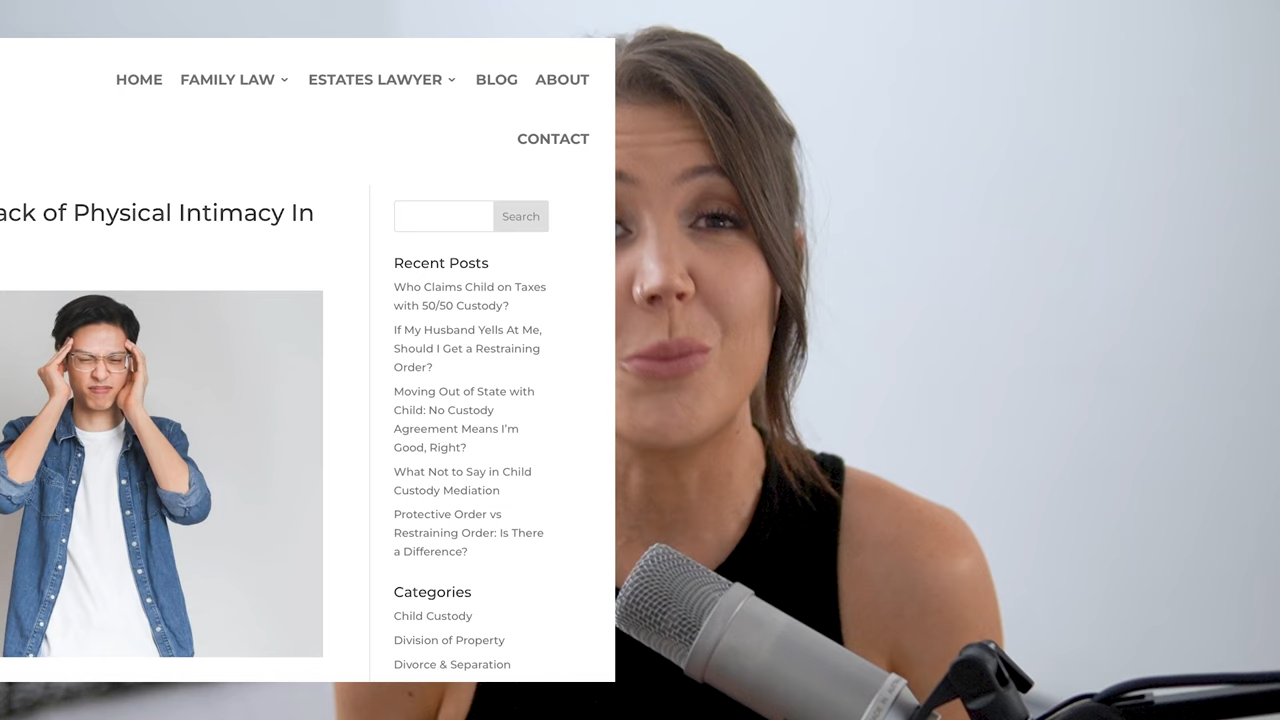 HOME FAMILY LAW ESTATES LAWYER BLOG ABOUT
CONTACT
ack of Physical Intimacy In
Search
Recent Posts
Who Claims Child on Taxes
with 50/50 Custody?
If My Husband Yells At Me,
Should I Get a Restraining
Order?
Moving Out of State with
Child: No Custody
Agreement Means I'm
Good, Right?
What Not to Say in Child
Custody Mediation
Protective Order vs
Restraining Order: Is There
a Difference?
Categories
Child Custody
Division of Property
Divorce & Separation